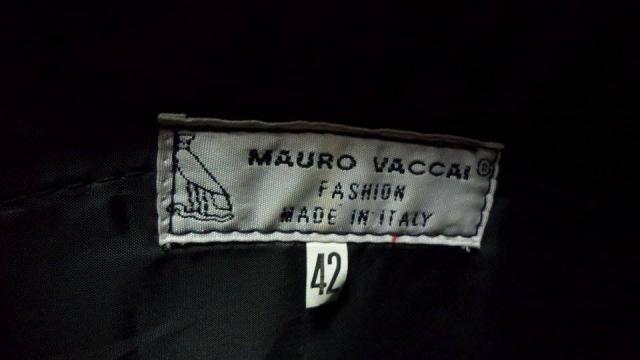 MAURO VACCAI ®
FASHION
MADE IN ITALY
42